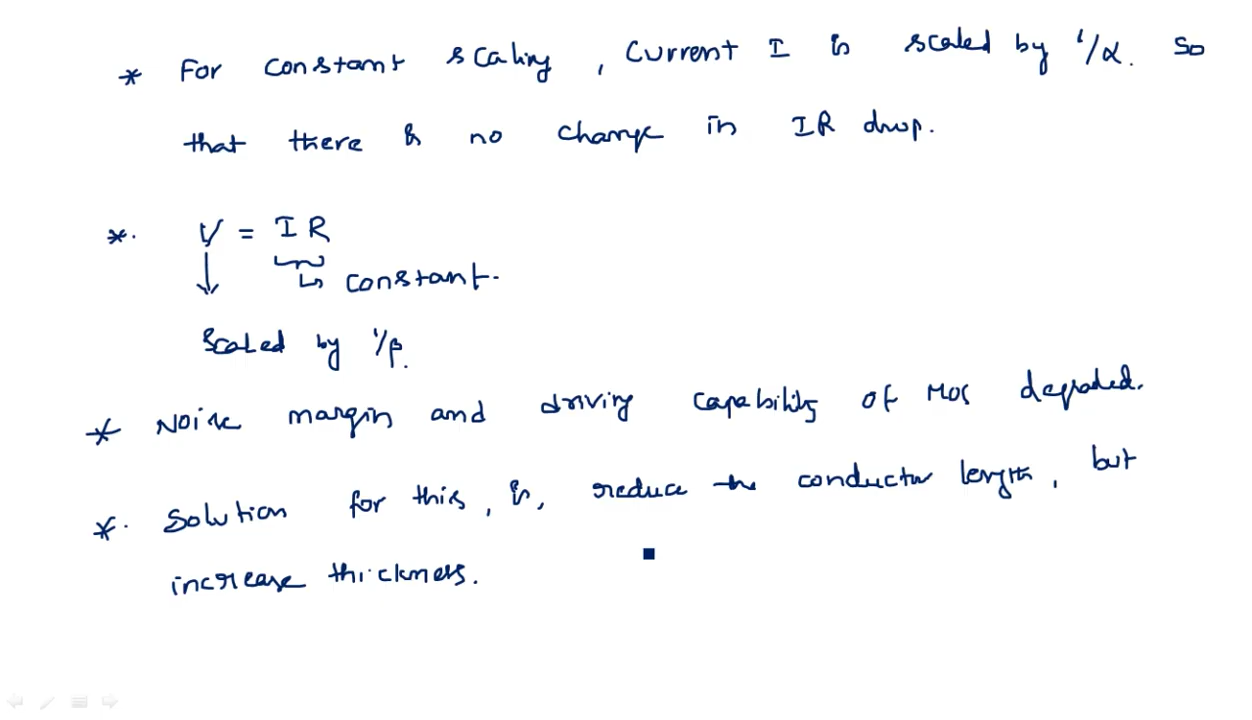 * For constant scaling, current I is scaled by 1/α. so
that there is no change in IR drop.
*. V = IR
↓ ↳ constant.
Scaled by 1/β.
* Noise margin and driving capability of MOS degraded.
*. Solution for this, is, reduce the conductor length, but
increase thickness.